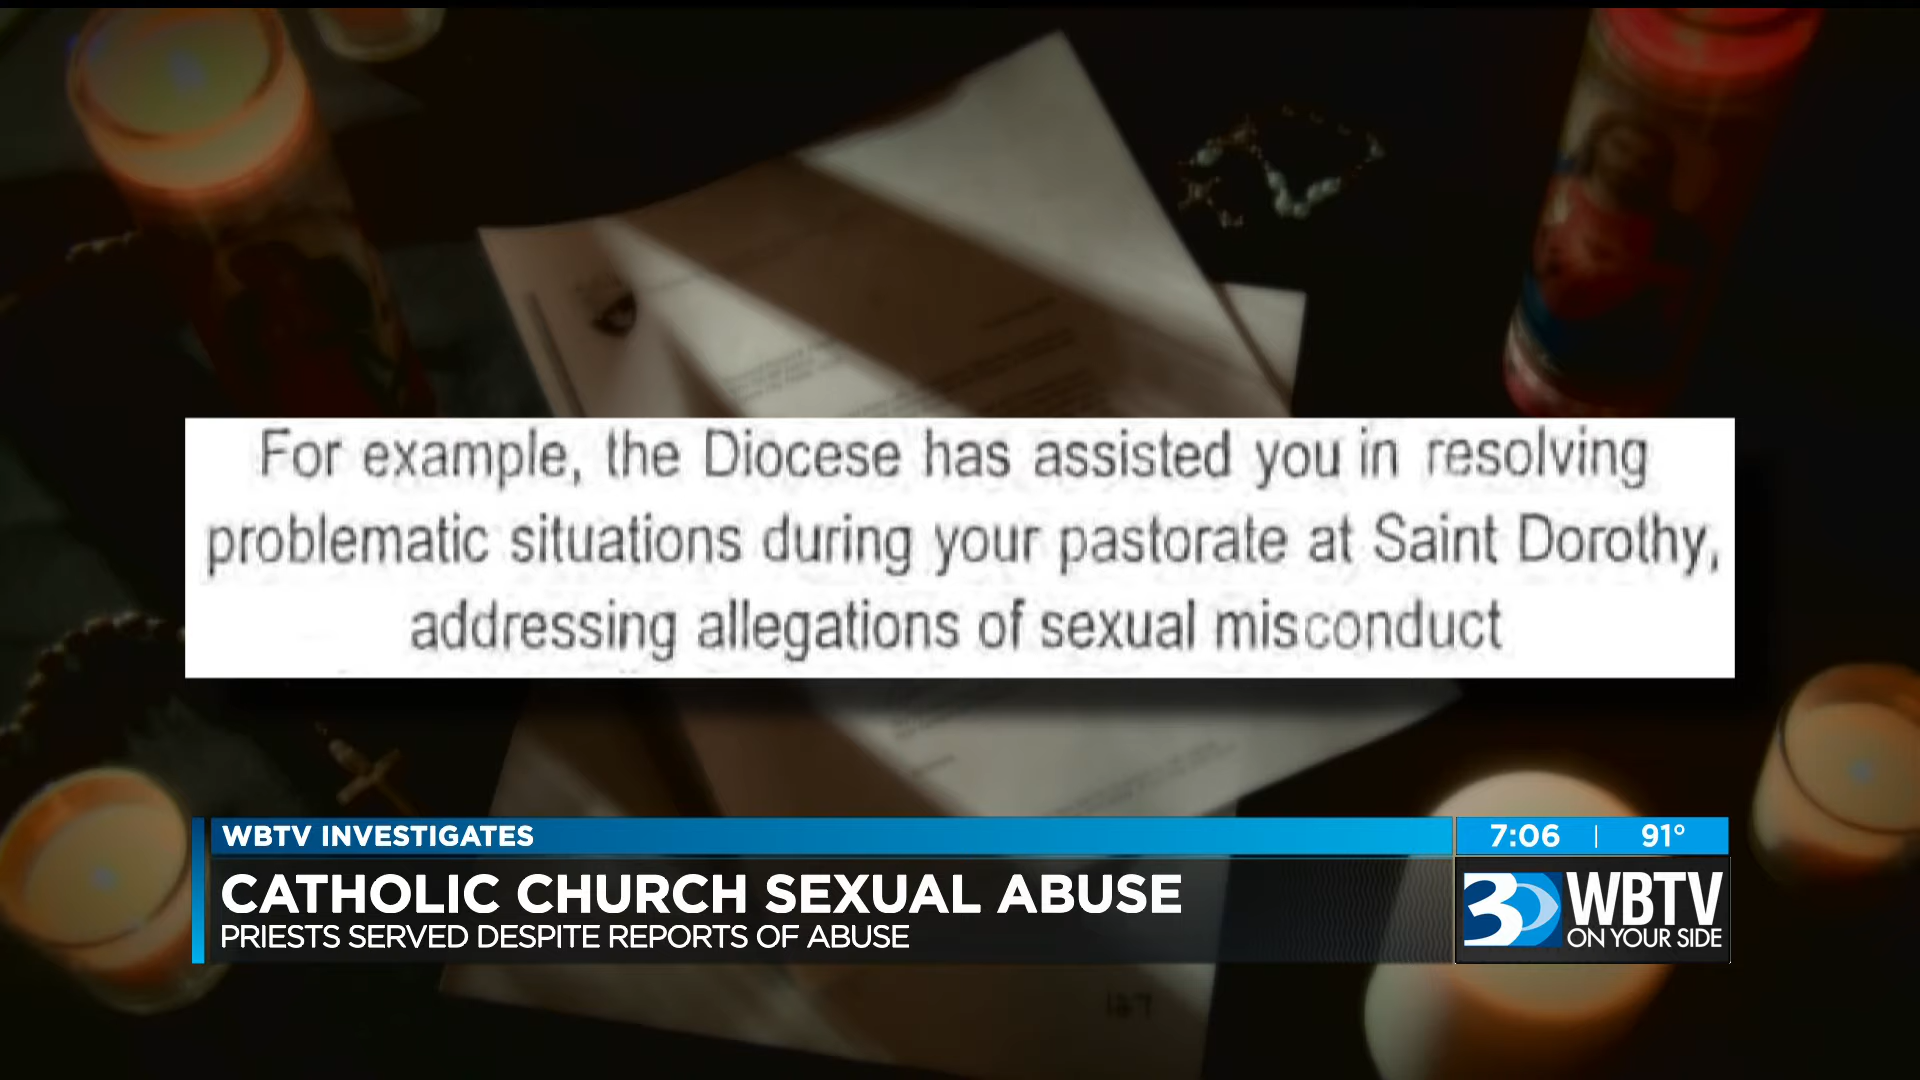 For example, the Diocese has assisted you in resolving
problematic situations during your pastorate at Saint Dorothy,
addressing allegations of sexual misconduct
WBTV INVESTIGATES
7:06 | 91°
CATHOLIC CHURCH SEXUAL ABUSE
PRIESTS SERVED DESPITE REPORTS OF ABUSE
3 WBTV
ON YOUR SIDE